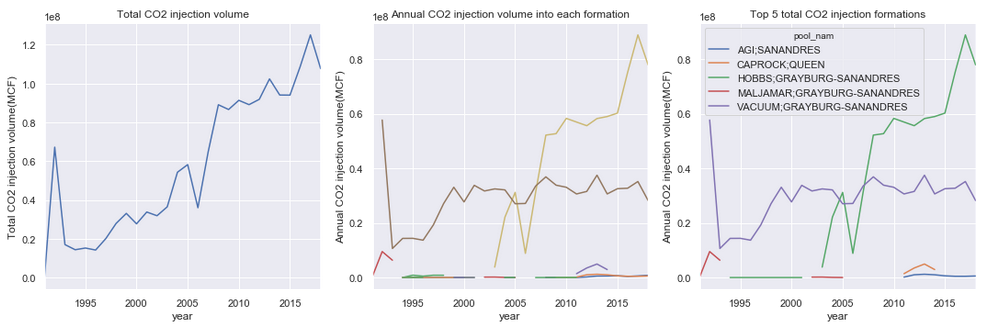 Total CO2 injection volume
1e8
1.2
1.0
0.8
0.6
0.4
0.2
0.0
Total CO2 injection volume(MCF)
1995
2000
2005
2010
2015
year
Annual CO2 injection volume into each formation
1e8
0.8
0.6
0.4
0.2
0.0
Annual CO2 injection volume(MCF)
1995
2000
2005
2010
2015
year
Top 5 total CO2 injection formations
1e8
pool_nam
AGI;SANANDRES
CAPROCK;QUEEN
HOBBS;GRAYBURG-SANANDRES
MALJAMAR;GRAYBURG-SANANDRES
VACUUM;GRAYBURG-SANANDRES
0.8
0.6
0.4
0.2
0.0
Annual CO2 injection volume(MCF)
1995
2000
2005
2010
2015
year